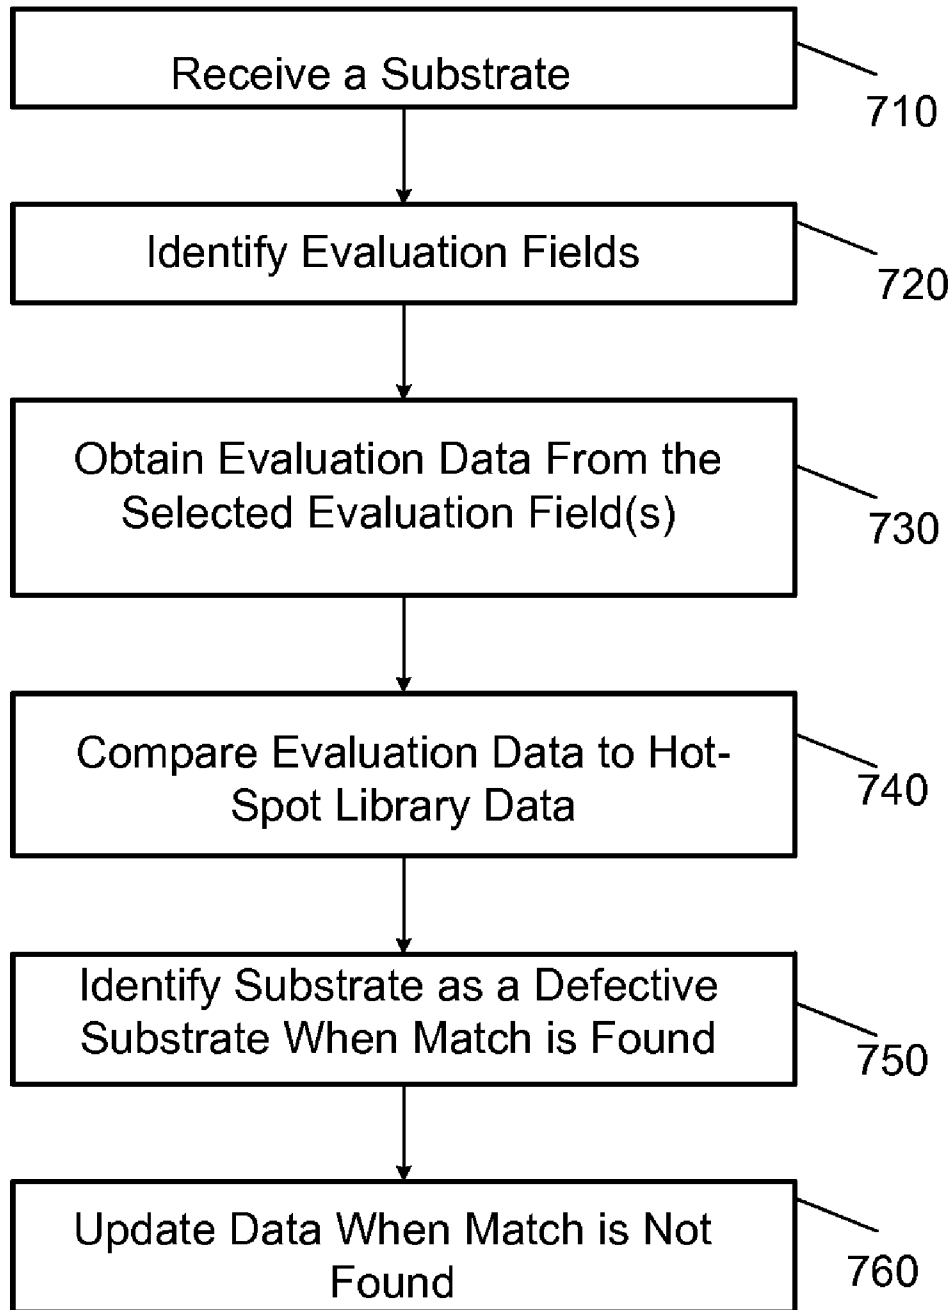 Receive a Substrate
710
Identify Evaluation Fields
720
Obtain Evaluation Data From the
Selected Evaluation Field(s)
730
Compare Evaluation Data to Hot-
Spot Library Data
740
Identify Substrate as a Defective
Substrate When Match is Found
750
Update Data When Match is Not
Found
760